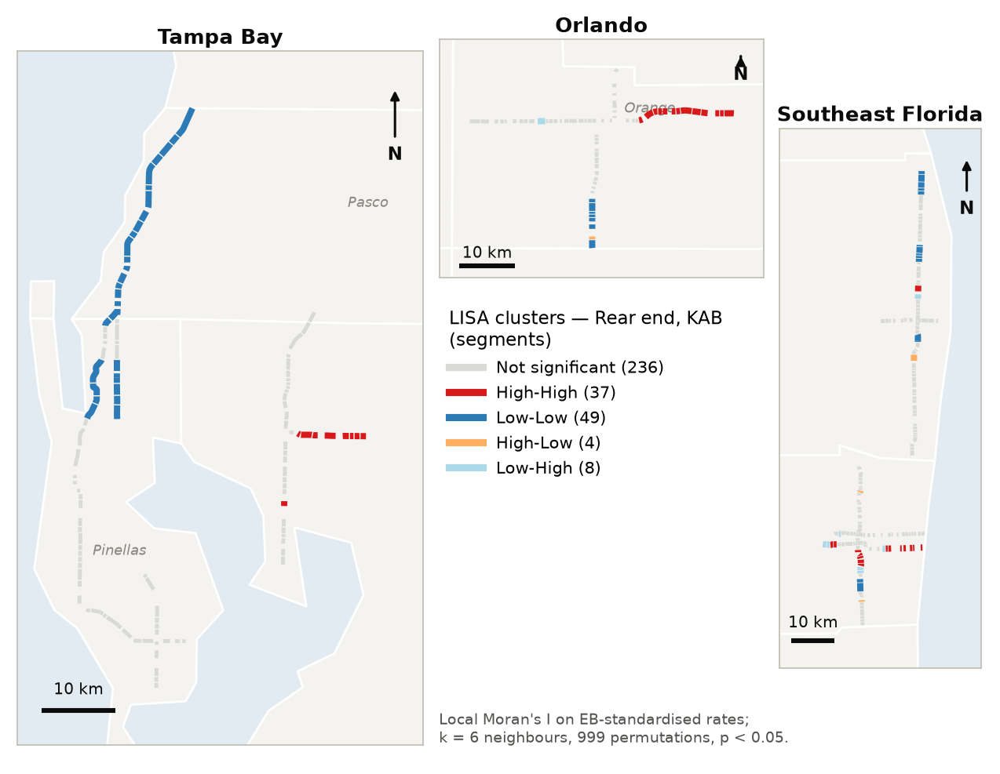 Tampa Bay
N
Pasco
Pinellas
10 km
Orlando
N
Orange
10 km
Southeast Florida
N
10 km
LISA clusters — Rear end, KAB
(segments)
Not significant (236)
High-High (37)
Low-Low (49)
High-Low (4)
Low-High (8)
Local Moran's I on EB-standardised rates;
k = 6 neighbours, 999 permutations, p < 0.05.